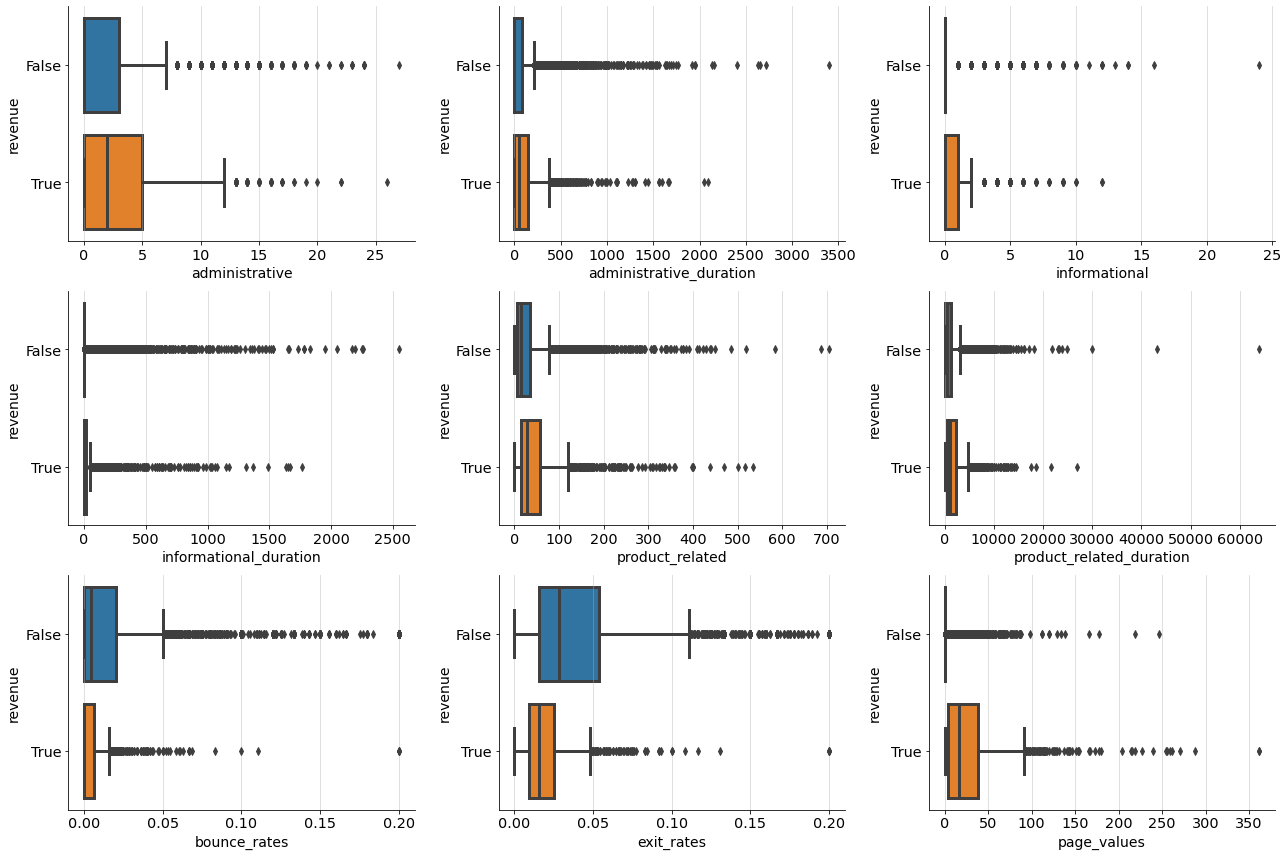 False
True
revenue
0 5 10 15 20 25
administrative
False
True
revenue
0 500 1000 1500 2000 2500 3000 3500
administrative_duration
False
True
revenue
0 5 10 15 20 25
informational
False
True
revenue
0 500 1000 1500 2000 2500
informational_duration
False
True
revenue
0 100 200 300 400 500 600 700
product_related
False
True
revenue
0 10000 20000 30000 40000 50000 60000
product_related_duration
False
True
revenue
0.00 0.05 0.10 0.15 0.20
bounce_rates
False
True
revenue
0.00 0.05 0.10 0.15 0.20
exit_rates
False
True
revenue
0 50 100 150 200 250 300 350
page_values